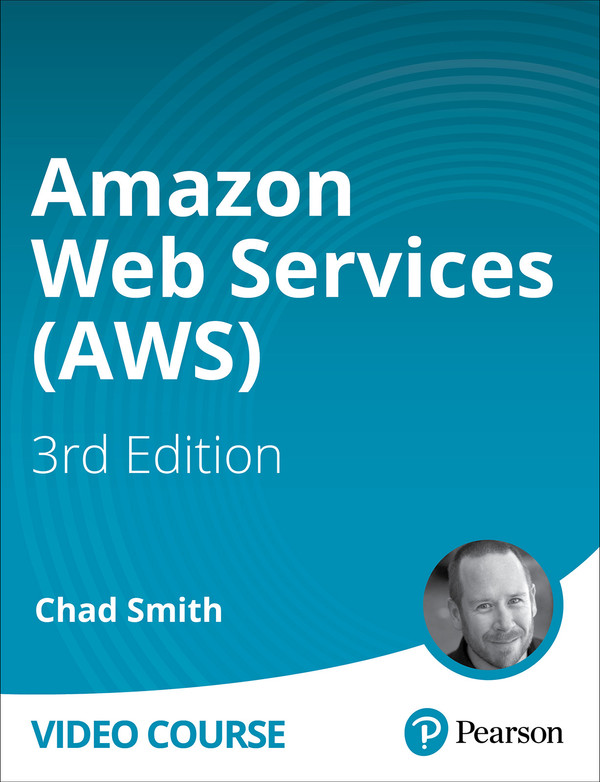 Amazon
Web Services
(AWS)
3rd Edition
Chad Smith
VIDEO COURSE
Pearson